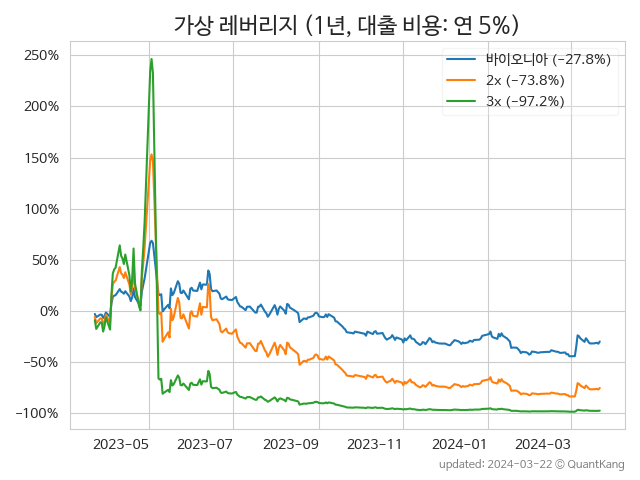 가상 레버리지 (1년, 대출 비용: 연 5%)
250%
200%
150%
100%
50%
0%
−50%
−100%
바이오니아 (−27.8%)
2x (−73.8%)
3x (−97.2%)
2023-05 2023-07 2023-09 2023-11 2024-01 2024-03
updated: 2024-03-22 © QuantKang